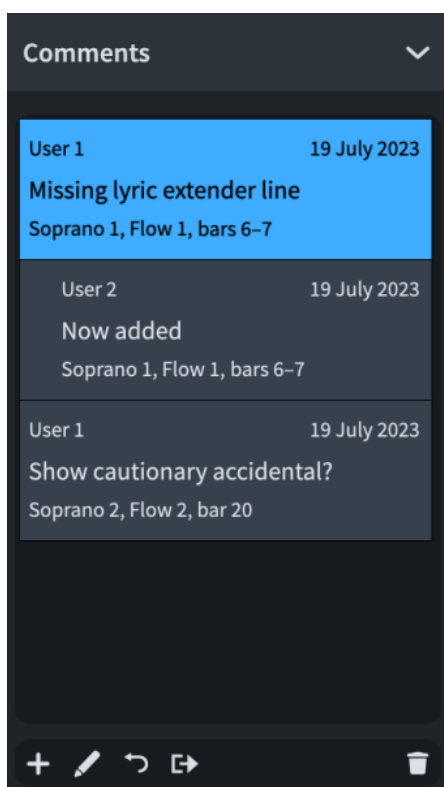 Comments
User 1 19 July 2023
Missing lyric extender line
Soprano 1, Flow 1, bars 6–7
User 2 19 July 2023
Now added
Soprano 1, Flow 1, bars 6–7
User 1 19 July 2023
Show cautionary accidental?
Soprano 2, Flow 2, bar 20